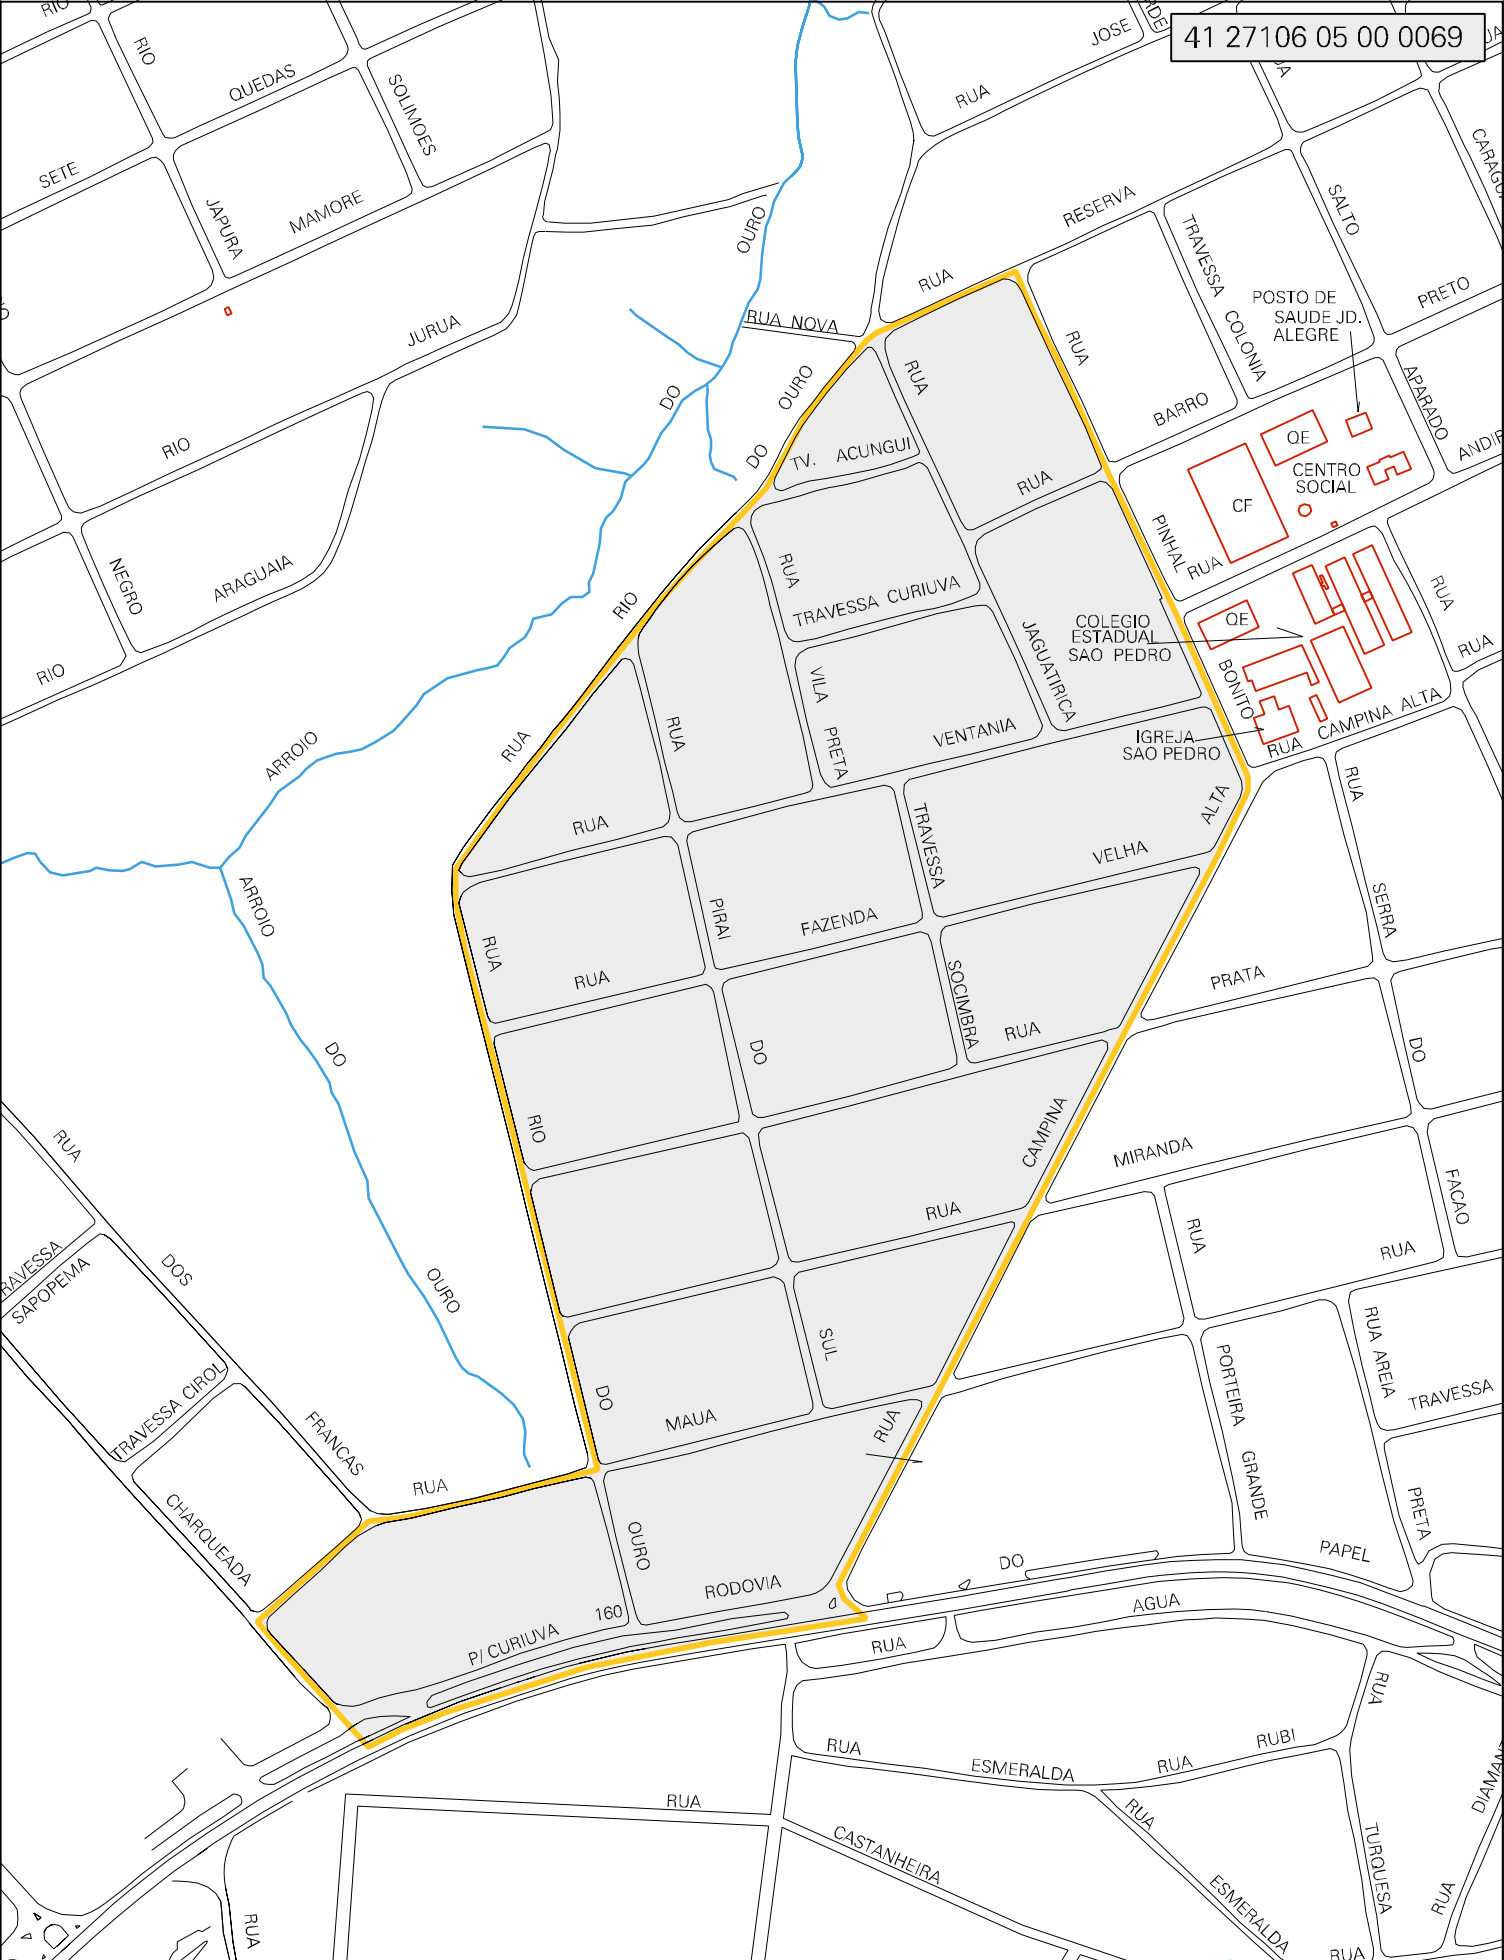 RIO
RIO
QUEDAS
SOLIMOES
SETE
JAPURA
MAMORE
JOSE
41 27106 05 00 0069
RUA
CARAGU
RESERVA
SALTO
OURO
TRAVESSA
COLONIA
RUA
PRETO
POSTO DE
SAUDE JD.
ALEGRE
RUA NOVA
JURUA
RUA
RUA
DO
OURO
BARRO
APARADO
RIO
DO
TV. ACUNGUI
QE
ANDIR
CENTRO
SOCIAL
RUA
CF
PINHAL
RUA
NEGRO
ARAGUAIA
RUA
TRAVESSA CURIUVA
RIO
RUA
COLEGIO
ESTADUAL
SAO PEDRO
QE
JAGUATIRICA
RUA
RIO
VILA
PRETA
BONITO
CAMPINA ALTA
RUA
RUA
VENTANIA
IGREJA
SAO PEDRO
RUA
ARROIO
RUA
RUA
ALTA
TRAVESSA
VELHA
ARROIO
SERRA
PIRAI
FAZENDA
RUA
RUA
SOCIMBRA
PRATA
RUA
DO
DO
DO
RIO
CAMPINA
RUA
MIRANDA
FACAO
RUA
RUA
RUA
DOS
RAVESSA
SAPOPEMA
OURO
SUL
RUA AREIA
PORTEIRA
GRANDE
TRAVESSA CIROL
DO
MAUA
RUA
TRAVESSA
FRANCAS
RUA
CHARQUEADA
PRETA
OURO
DO
PAPEL
RODOVIA
160
AGUA
P/ CURIUVA
RUA
RUA
RUA
ESMERALDA
RUA
RUBI
RUA
RUA
DIAMAN
CASTANHEIRA
TURQUESA
ESMERALDA
RUA
RUA
RUA